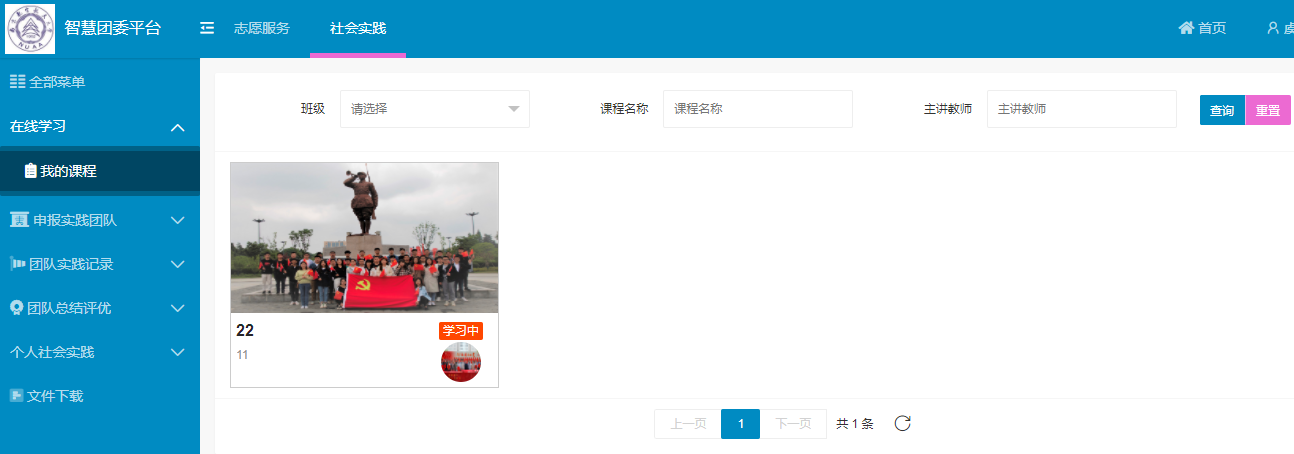 智慧团委平台
志愿服务
社会实践
首页
全部菜单
在线学习
我的课程
申报实践团队
团队实践记录
团队总结评优
个人社会实践
文件下载
班级 请选择 课程名称 课程名称 主讲教师 主讲教师 查询 重置
22 学习中
11
上一页 1 下一页 共 1 条